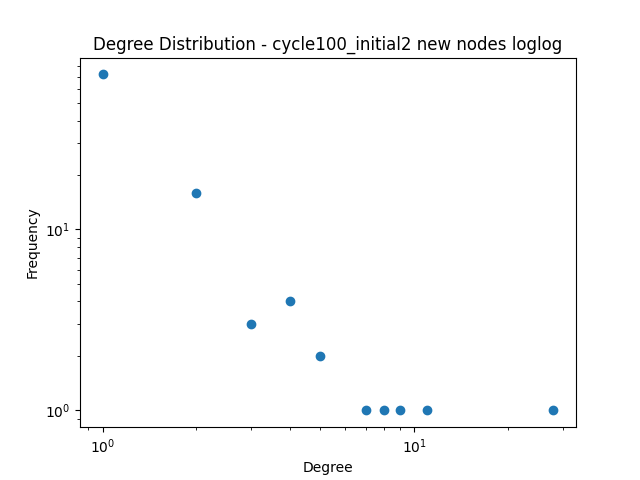 Degree Distribution - cycle100_initial2 new nodes loglog
Frequency
10¹
10⁰
10⁰
10¹
Degree